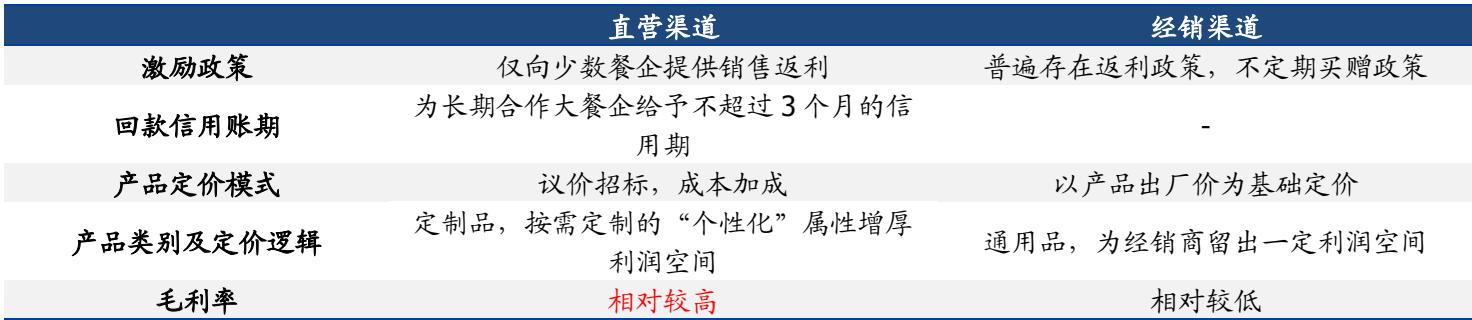 直营渠道 经销渠道
激励政策 仅向少数餐企提供销售返利 普遍存在返利政策，不定期买赠政策
回款信用账期 为长期合作大餐企给予不超过 3 个月的信用期 -
产品定价模式 议价招标，成本加成 以产品出厂价为基础定价
产品类别及定价逻辑 定制品，按需定制的“个性化”属性增厚利润空间 通用品，为经销商留出一定利润空间
毛利率 相对较高 相对较低